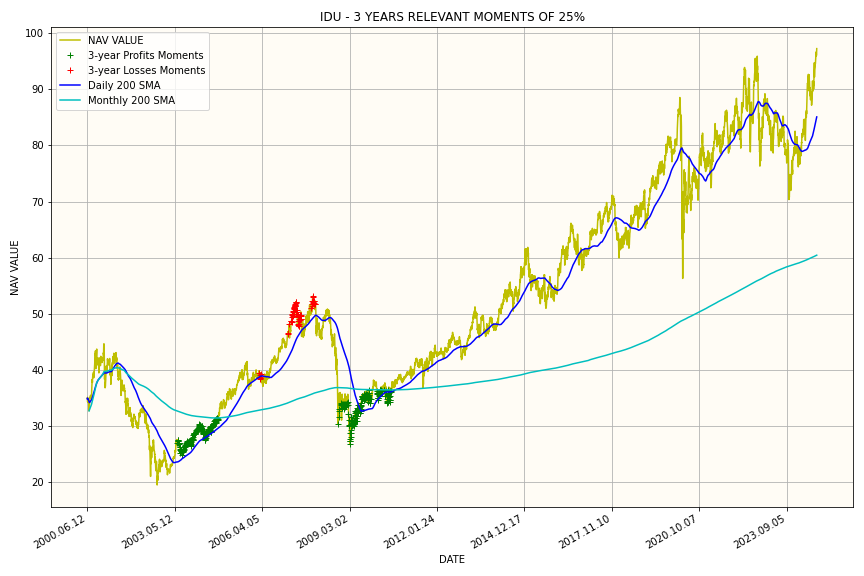 IDU - 3 YEARS RELEVANT MOMENTS OF 25%
NAV VALUE
3-year Profits Moments
3-year Losses Moments
Daily 200 SMA
Monthly 200 SMA
100
90
80
70
60
50
40
30
20
NAV VALUE
2000.06.12
2003.05.12
2006.04.05
2009.03.02
2012.01.24
2014.12.17
2017.11.10
2020.10.07
2023.09.05
DATE